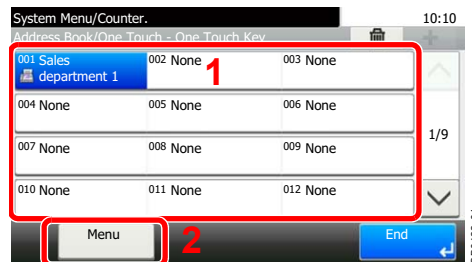 System Menu/Counter. 10:10
Address Book/One Touch - One Touch Key
001 Sales department 1 002 None 003 None
1
004 None 005 None 006 None
1/9
007 None 008 None 009 None
010 None 011 None 012 None
Menu 2 End